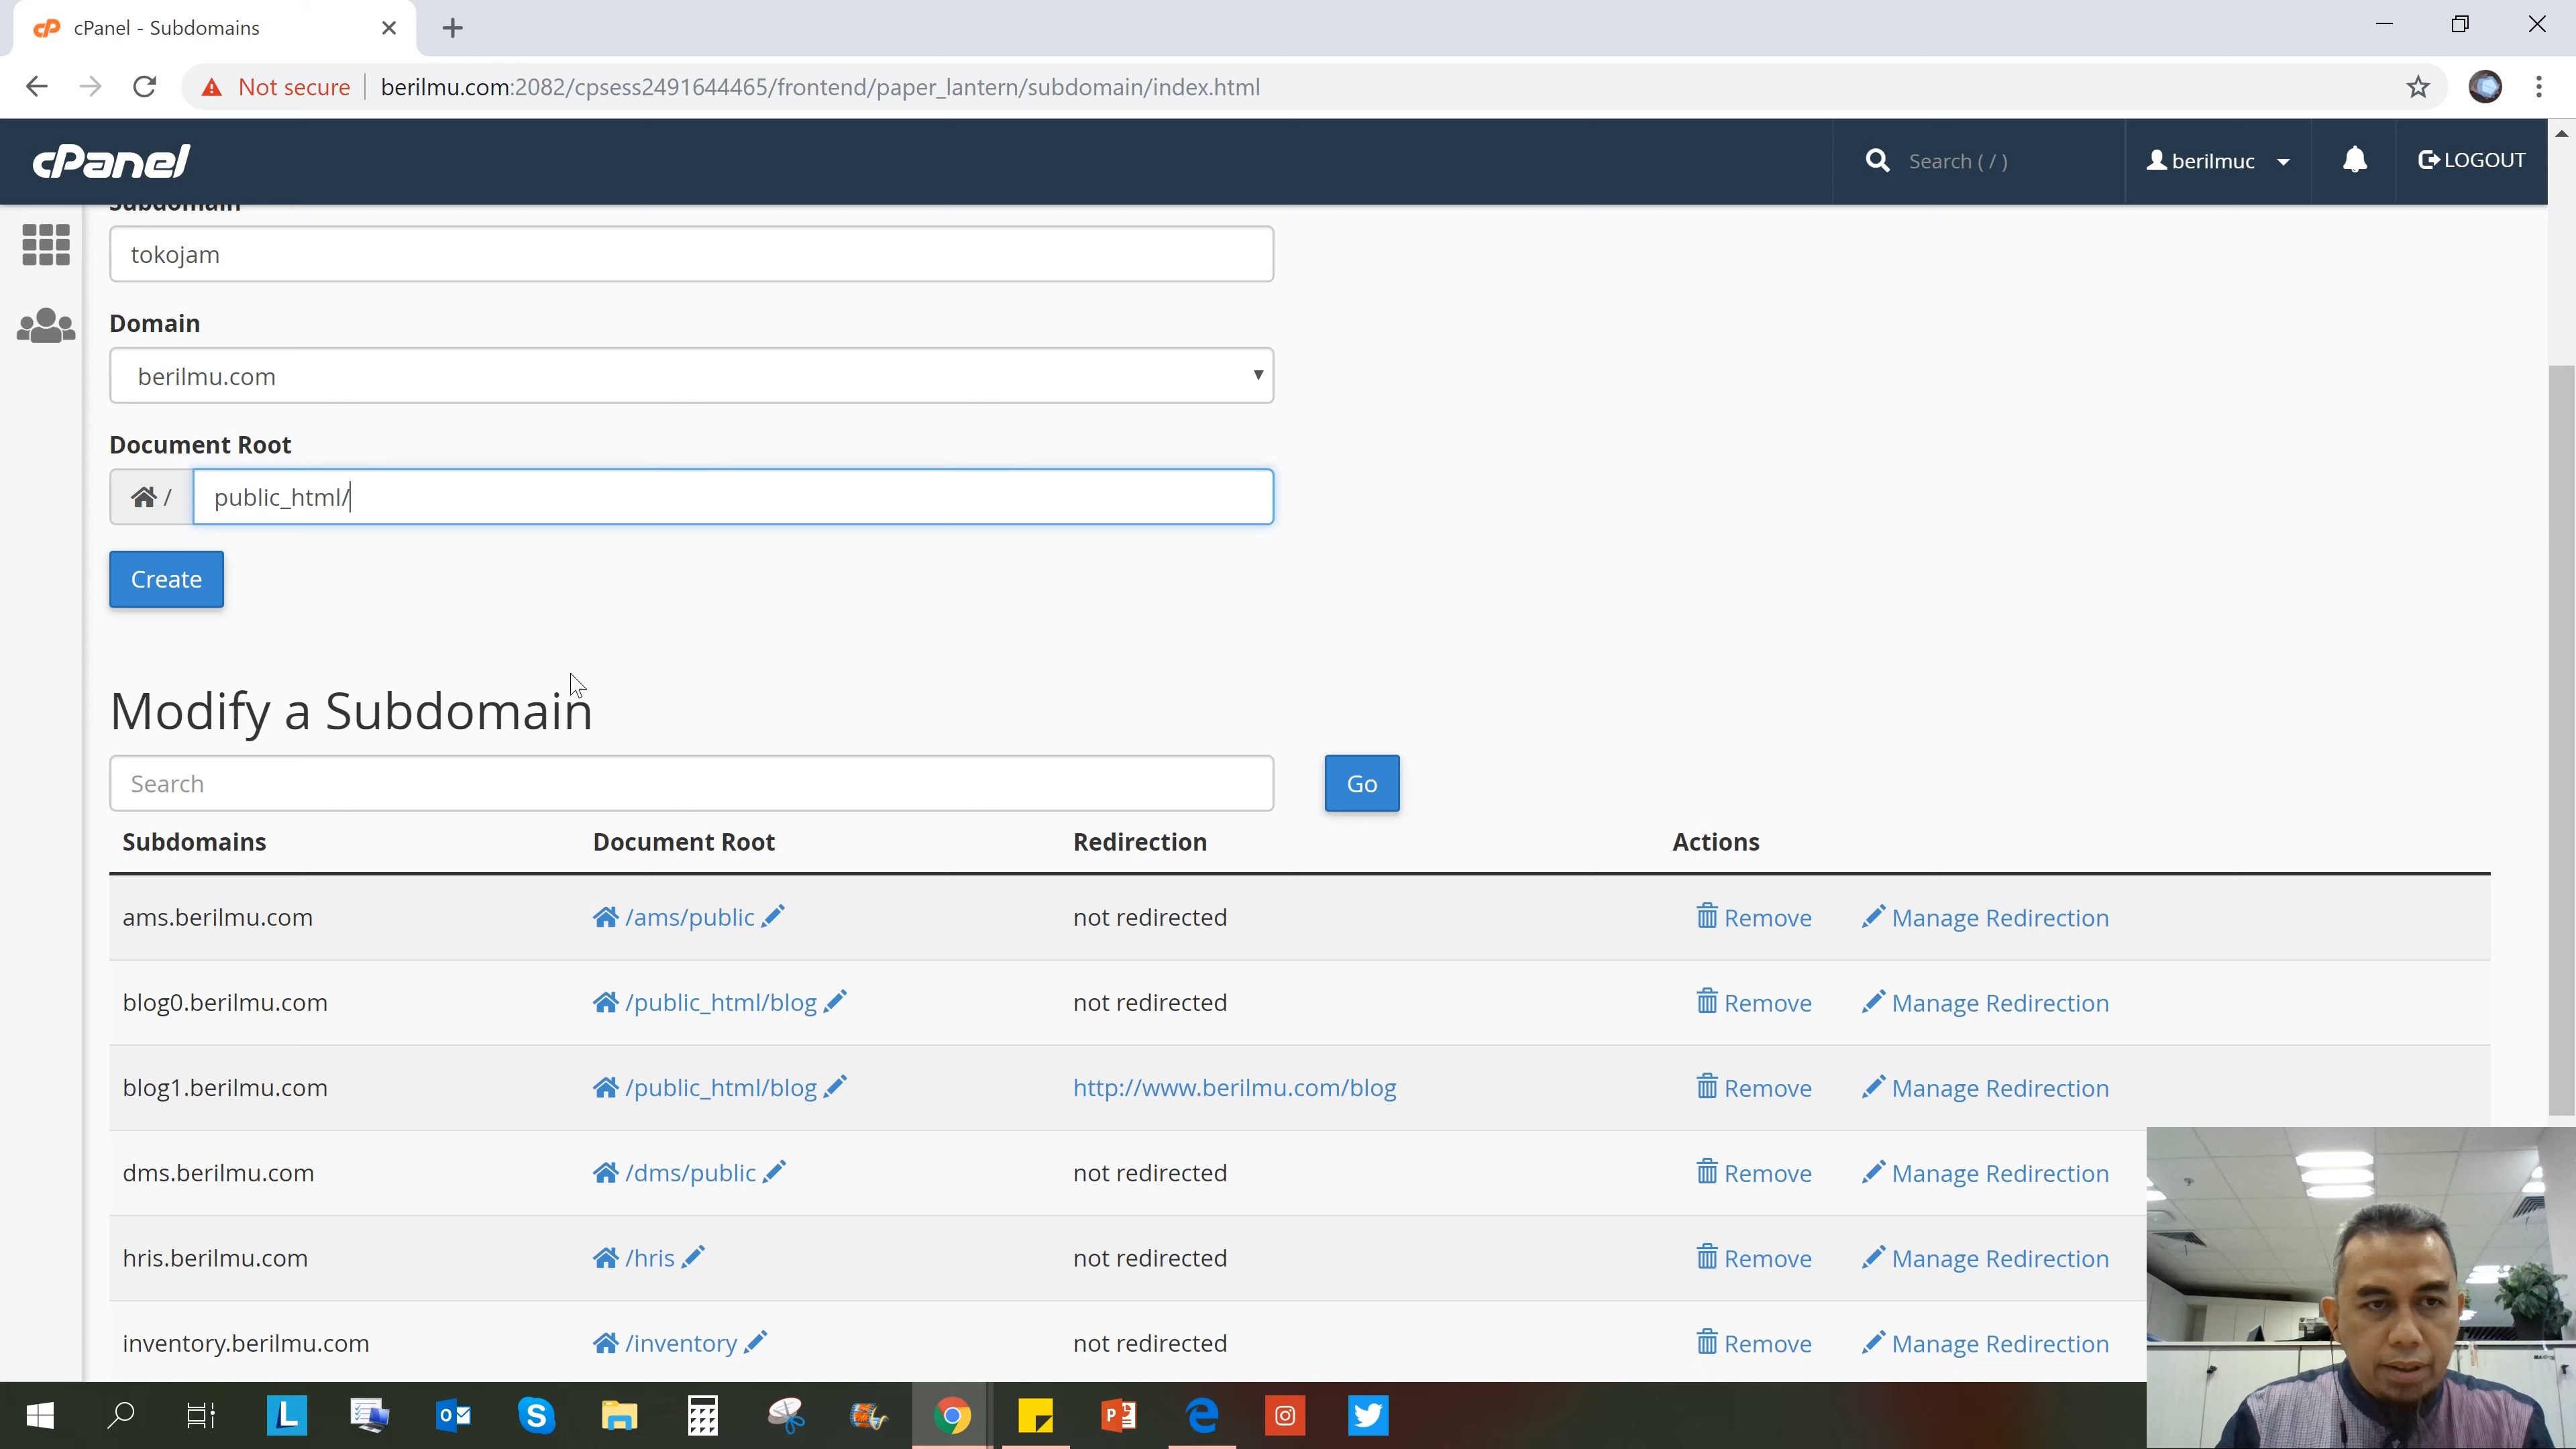 cPanel - Subdomains
Not secure | berilmu.com:2082/cpsess2491644465/frontend/paper_lantern/subdomain/index.html
cPanel
Search ( / )
berilmuc
LOGOUT
Subdomain
tokojam
Domain
berilmu.com
Document Root
/ public_html/
Create
Modify a Subdomain
Search
Go
Subdomains Document Root Redirection Actions
ams.berilmu.com /ams/public not redirected Remove Manage Redirection
blog0.berilmu.com /public_html/blog not redirected Remove Manage Redirection
blog1.berilmu.com /public_html/blog http://www.berilmu.com/blog Remove Manage Redirection
dms.berilmu.com /dms/public not redirected Remove Manage Redirection
hris.berilmu.com /hris not redirected Remove Manage Redirection
inventory.berilmu.com /inventory not redirected Remove Manage Redirection